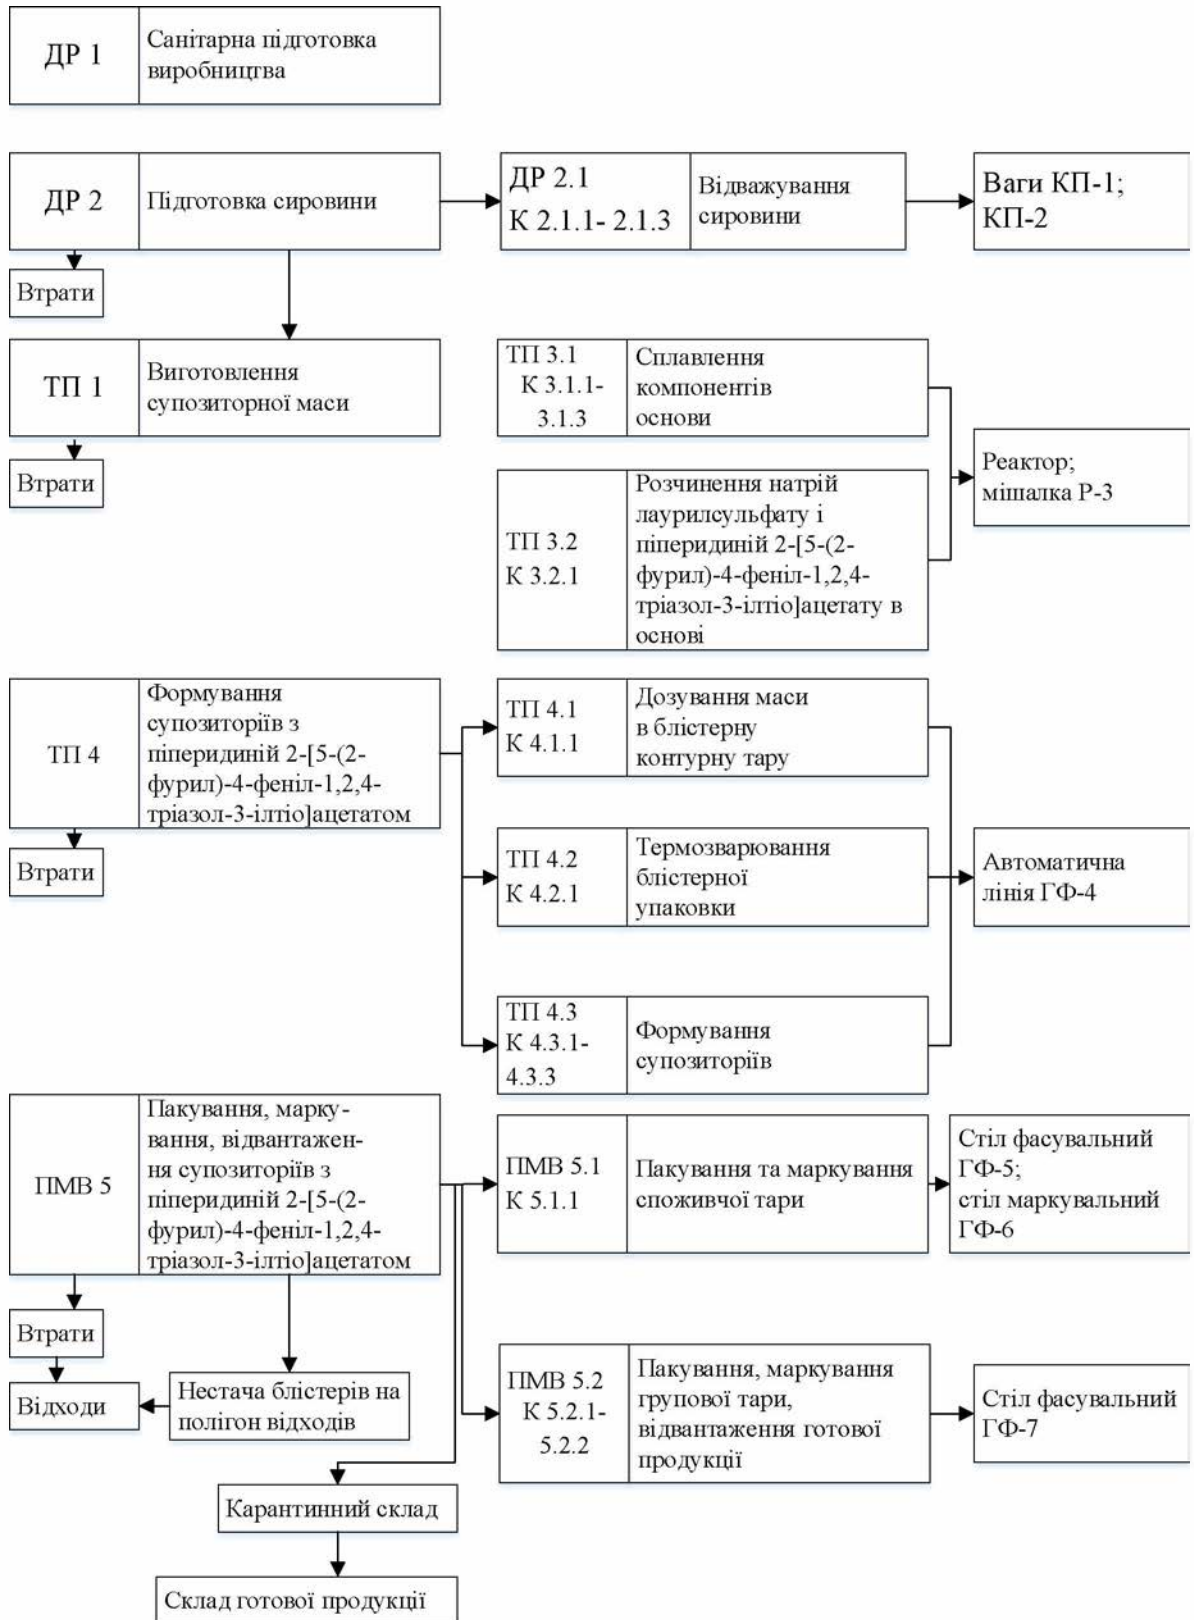 ДР 1
Санітарна підготовка
виробництва
ДР 2
Підготовка сировини
ДР 2.1
К 2.1.1- 2.1.3
Відважування
сировини
Ваги КП-1;
КП-2
Втрати
ТП 1
Виготовлення
супозиторної маси
ТП 3.1
К 3.1.1-
3.1.3
Сплавлення
компонентів
основи
Втрати
Реактор;
мішалка Р-3
ТП 3.2
К 3.2.1
Розчинення натрій
лаурилсульфату і
піперидиній 2-[5-(2-
фурил)-4-феніл-1,2,4-
тріазол-3-ілтіо]ацетату в
основі
ТП 4
Формування
супозиторіїв з
піперидиній 2-[5-(2-
фурил)-4-феніл-1,2,4-
тріазол-3-ілтіо]ацетатом
ТП 4.1
К 4.1.1
Дозування маси
в блістерну
контурну тару
Втрати
ТП 4.2
К 4.2.1
Термозварювання
блістерної
упаковки
Автоматична
лінія ГФ-4
ТП 4.3
К 4.3.1-
4.3.3
Формування
супозиторіїв
ПМВ 5
Пакування, марку-
вання, відвантажен-
ня супозиторіїв з
піперидиній 2-[5-(2-
фурил)-4-феніл-1,2,4-
тріазол-3-ілтіо]ацетатом
ПМВ 5.1
К 5.1.1
Пакування та маркування
споживчої тари
Стіл фасувальний
ГФ-5;
стіл маркувальний
ГФ-6
Втрати
Відходи
Нестача блістерів на
полігон відходів
ПМВ 5.2
К 5.2.1-
5.2.2
Пакування, маркування
групової тари,
відвантаження готової
продукції
Стіл фасувальний
ГФ-7
Карантинний склад
Склад готової продукції